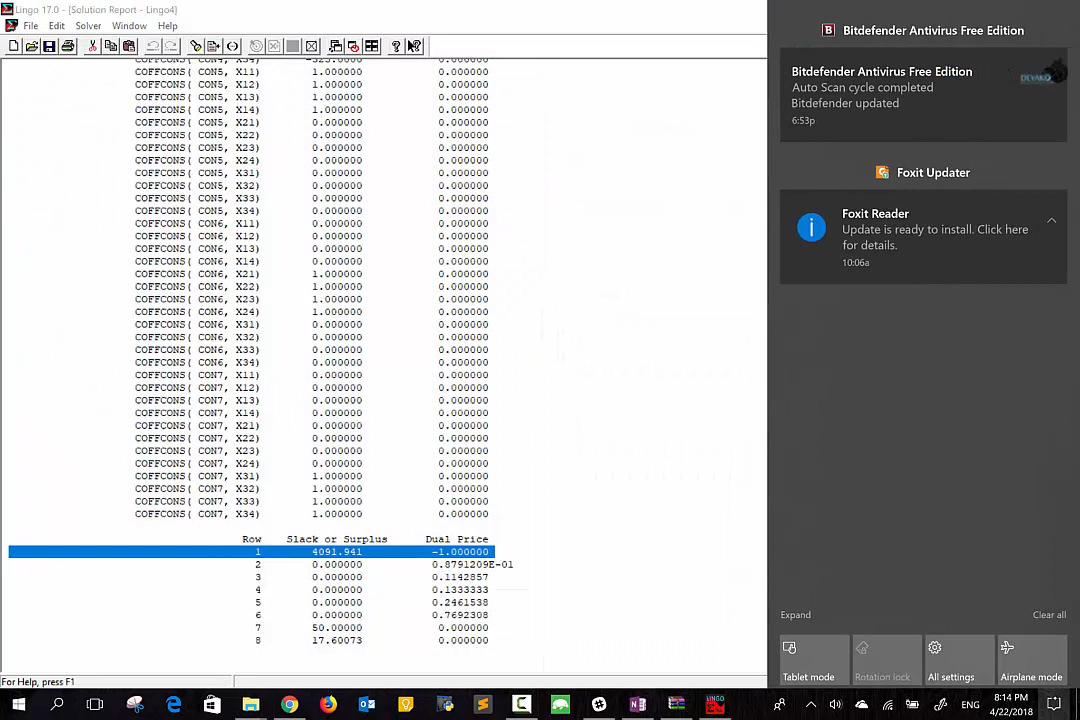 Lingo 17.0 - [Solution Report - Lingo4]
File Edit Solver Window Help
COFFCONS( CON4, X34) -325.0000 0.000000
COFFCONS( CON5, X11) 1.000000 0.000000
COFFCONS( CON5, X12) 1.000000 0.000000
COFFCONS( CON5, X13) 1.000000 0.000000
COFFCONS( CON5, X14) 1.000000 0.000000
COFFCONS( CON5, X21) 0.000000 0.000000
COFFCONS( CON5, X22) 0.000000 0.000000
COFFCONS( CON5, X23) 0.000000 0.000000
COFFCONS( CON5, X24) 0.000000 0.000000
COFFCONS( CON5, X31) 0.000000 0.000000
COFFCONS( CON5, X32) 0.000000 0.000000
COFFCONS( CON5, X33) 0.000000 0.000000
COFFCONS( CON5, X34) 0.000000 0.000000
COFFCONS( CON6, X11) 0.000000 0.000000
COFFCONS( CON6, X12) 0.000000 0.000000
COFFCONS( CON6, X13) 0.000000 0.000000
COFFCONS( CON6, X14) 0.000000 0.000000
COFFCONS( CON6, X21) 1.000000 0.000000
COFFCONS( CON6, X22) 1.000000 0.000000
COFFCONS( CON6, X23) 1.000000 0.000000
COFFCONS( CON6, X24) 1.000000 0.000000
COFFCONS( CON6, X31) 0.000000 0.000000
COFFCONS( CON6, X32) 0.000000 0.000000
COFFCONS( CON6, X33) 0.000000 0.000000
COFFCONS( CON6, X34) 0.000000 0.000000
COFFCONS( CON7, X11) 0.000000 0.000000
COFFCONS( CON7, X12) 0.000000 0.000000
COFFCONS( CON7, X13) 0.000000 0.000000
COFFCONS( CON7, X14) 0.000000 0.000000
COFFCONS( CON7, X21) 0.000000 0.000000
COFFCONS( CON7, X22) 0.000000 0.000000
COFFCONS( CON7, X23) 0.000000 0.000000
COFFCONS( CON7, X24) 0.000000 0.000000
COFFCONS( CON7, X31) 1.000000 0.000000
COFFCONS( CON7, X32) 1.000000 0.000000
COFFCONS( CON7, X33) 1.000000 0.000000
COFFCONS( CON7, X34) 1.000000 0.000000
Row Slack or Surplus Dual Price
1 4091.941 -1.000000
2 0.000000 0.8791209E-01
3 0.000000 0.1142857
4 0.000000 0.1333333
5 0.000000 0.2461538
6 0.000000 0.7692308
7 50.00000 0.000000
8 17.60073 0.000000
For Help, press F1
Bitdefender Antivirus Free Edition
Bitdefender Antivirus Free Edition
Auto Scan cycle completed
Bitdefender updated
6:53p
DEVAKO
Foxit Updater
Foxit Reader
Update is ready to install. Click here
for details.
10:06a
Expand Clear all
Tablet mode Rotation lock All settings Airplane mode
ENG
8:14 PM
4/22/2018
LINGO